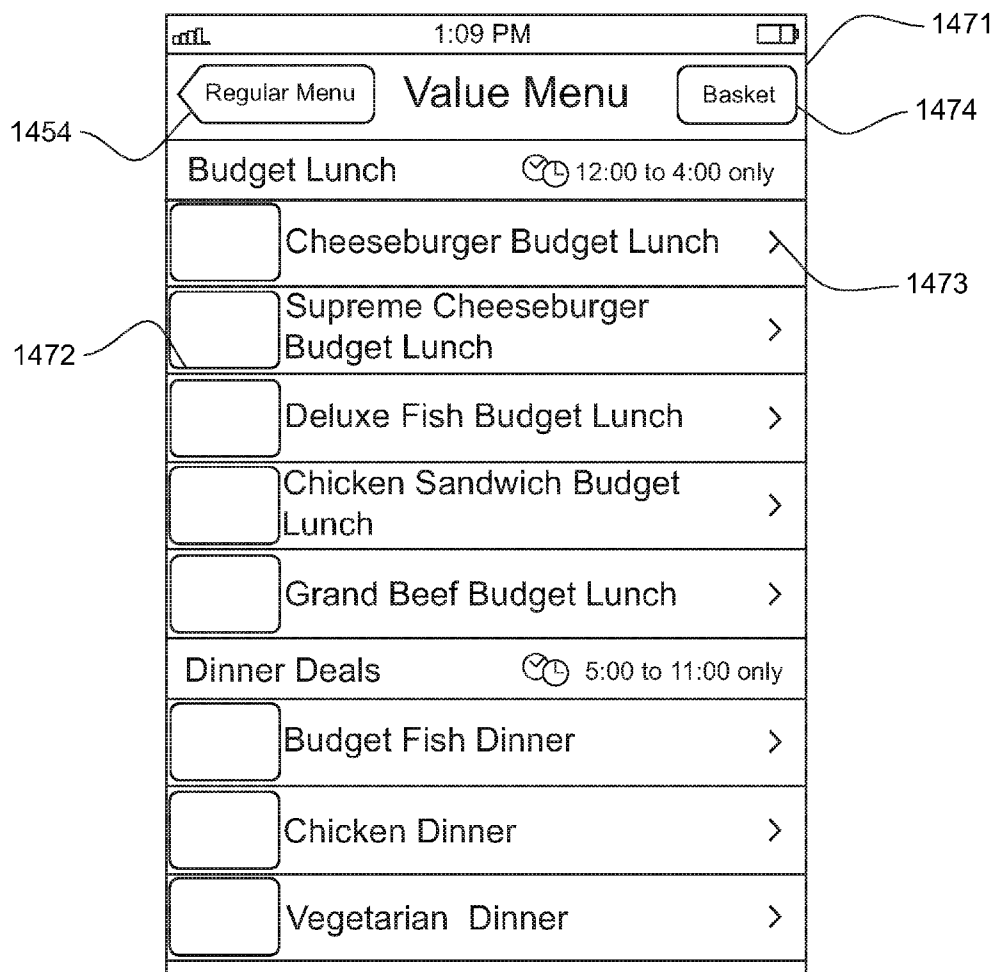 1:09 PM
1471
Regular Menu
Value Menu
Basket
1474
1454
Budget Lunch
12:00 to 4:00 only
Cheeseburger Budget Lunch
1473
Supreme Cheeseburger
Budget Lunch
1472
Deluxe Fish Budget Lunch
Chicken Sandwich Budget
Lunch
Grand Beef Budget Lunch
Dinner Deals
5:00 to 11:00 only
Budget Fish Dinner
Chicken Dinner
Vegetarian Dinner